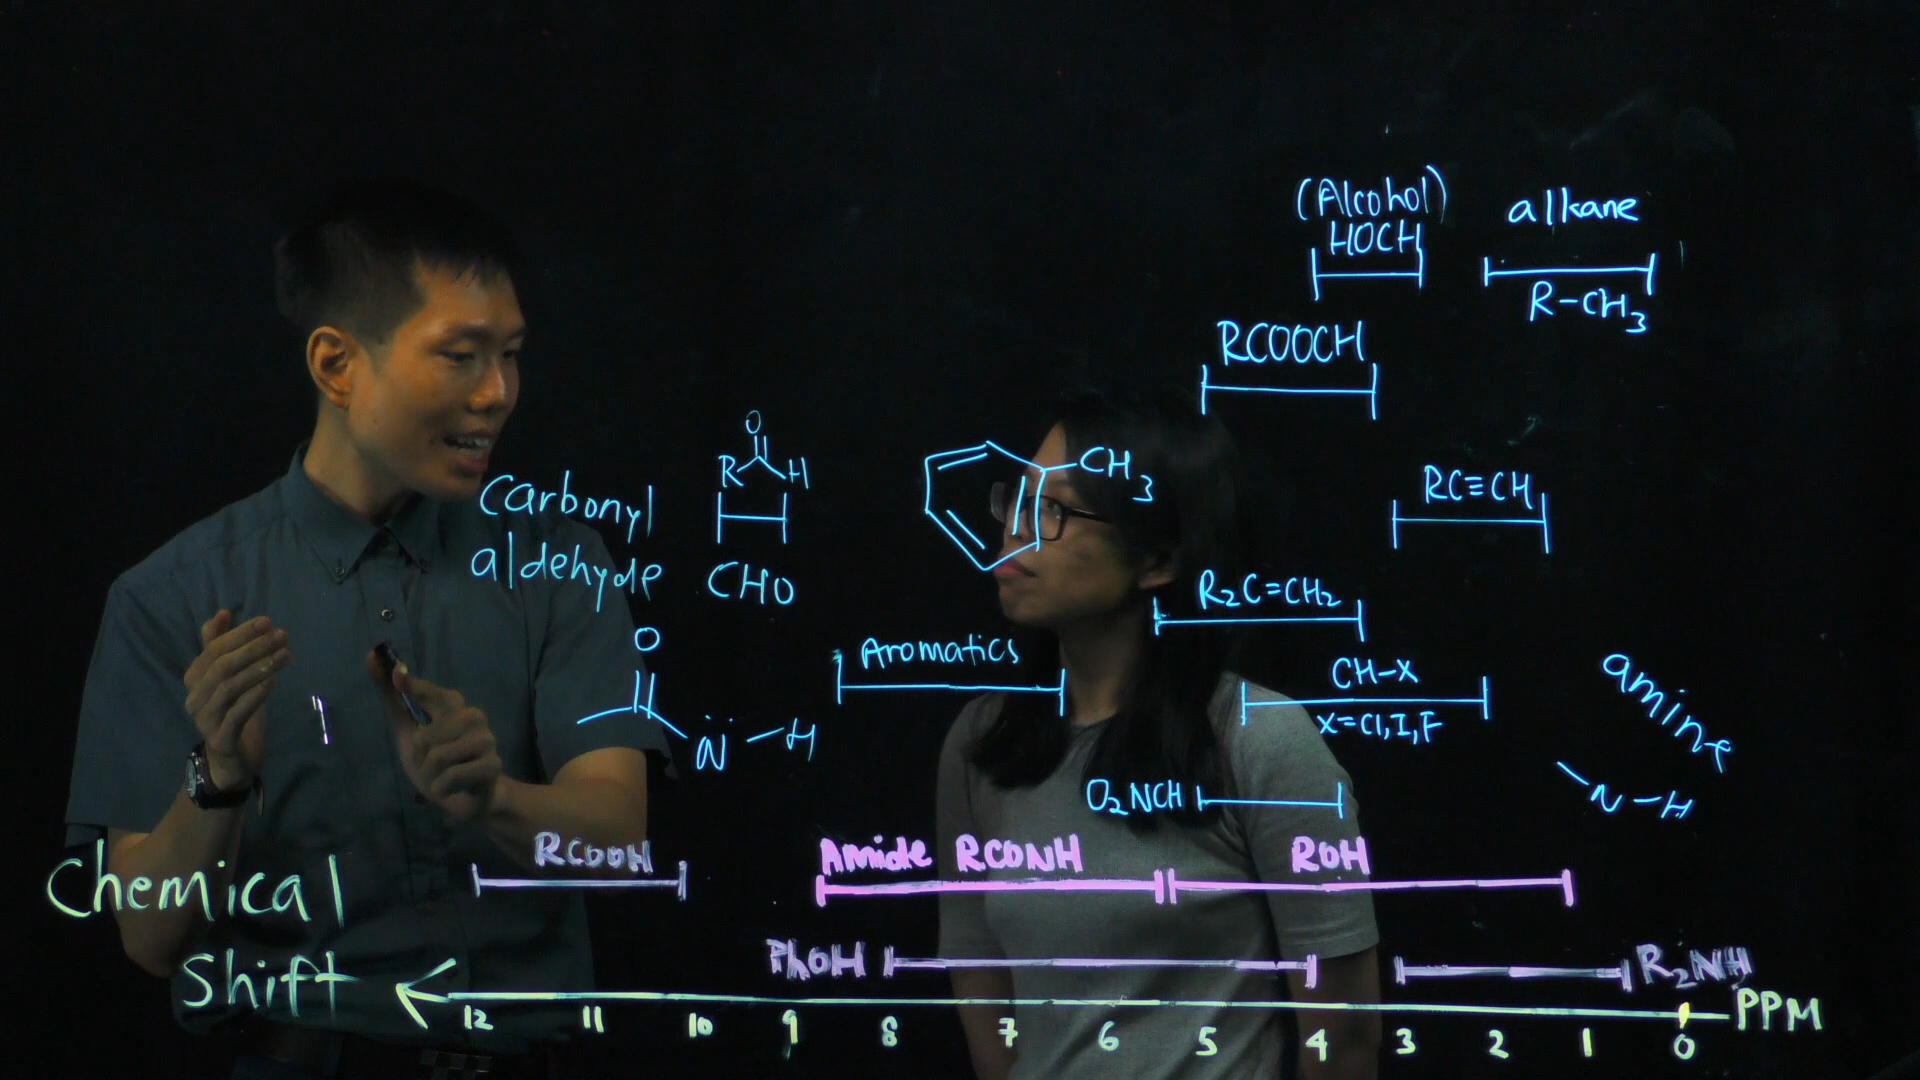 (Alcohol)
HOCH
alkane
R-CH3
RCOOCH
O
R H
Carbonyl
aldehyde
CHO
CH3
RC≡CH
R2C=CH2
O
N-H
Aromatics
CH-X
X=Cl,I,F
amine
N-H
O2NCH
RCOOH
Amide RCONH
ROH
PhOH
R2NH
Chemical
Shift
12 11 10 9 8 7 6 5 4 3 2 1 0 PPM